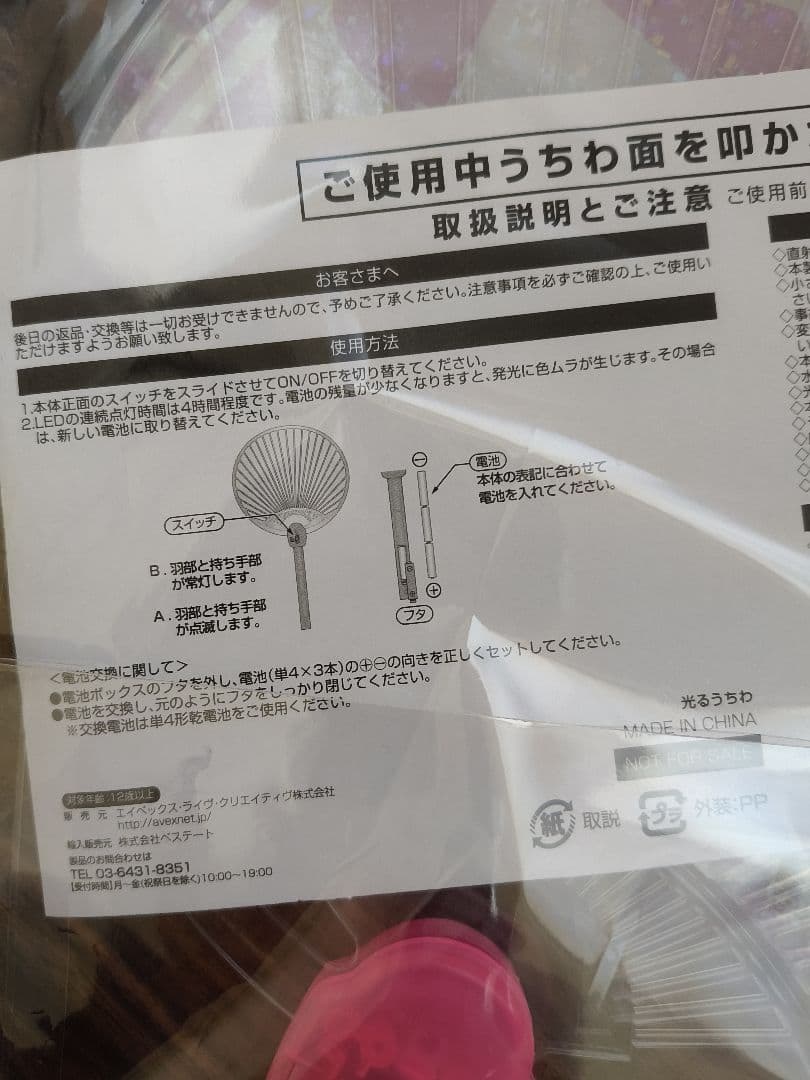 ご使用中うちわ面を叩か
取扱説明とご注意 ご使用前
お客さまへ
後日の返品・交換等は一切お受けできませんので、予めご了承ください。注意事項を必ずご確認の上、ご使用い
ただけますようお願い致します。
使用方法
1.本体正面のスイッチをスライドさせてON/OFFを切り替えてください。
2.LEDの連続点灯時間は4時間程度です。電池の残量が少なくなりますと、発光に色ムラが生じます。その場合
は、新しい電池に取り替えてください。
スイッチ
B.羽部と持ち手部
が常灯します。
A.羽部と持ち手部
が点滅します。
⊖
電池
本体の表記に合わせて
電池を入れてください。
⊕
フタ
<電池交換に関して>
●電池ボックスのフタを外し、電池(単4×3本)の⊕⊖の向きを正しくセットしてください。
●電池を交換し、元のようにフタをしっかり閉じてください。
※交換電池は単4形乾電池をご使用ください。
対象年齢 12歳以上
販売元 エイベックス・ライヴ・クリエイティヴ株式会社
http://avexnet.jp/
輸入販売元 株式会社ベステート
製品のお問合わせは
TEL 03-6431-8351
【受付時間】月～金(祝祭日を除く)10:00～19:00
光るうちわ
MADE IN CHINA
NOT FOR SALE
紙 取説 プラ 外装:PP
◇直射
◇本製
◇小さ
さ
◇事
◇変
い
◇本
◇水